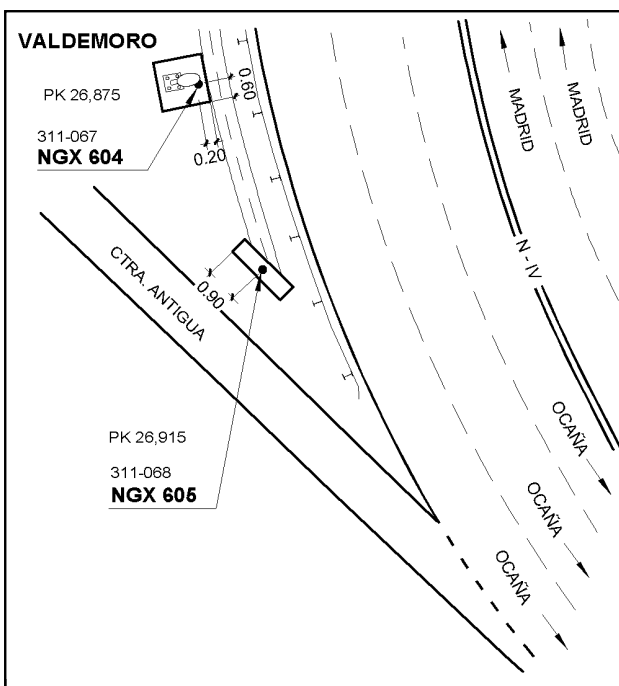 VALDEMORO
PK 26,875
311-067
NGX 604
0.60
0.20
MADRID
MADRID
N - IV
CTRA. ANTIGUA
0.90
PK 26,915
311-068
NGX 605
OCAÑA
OCAÑA
OCAÑA